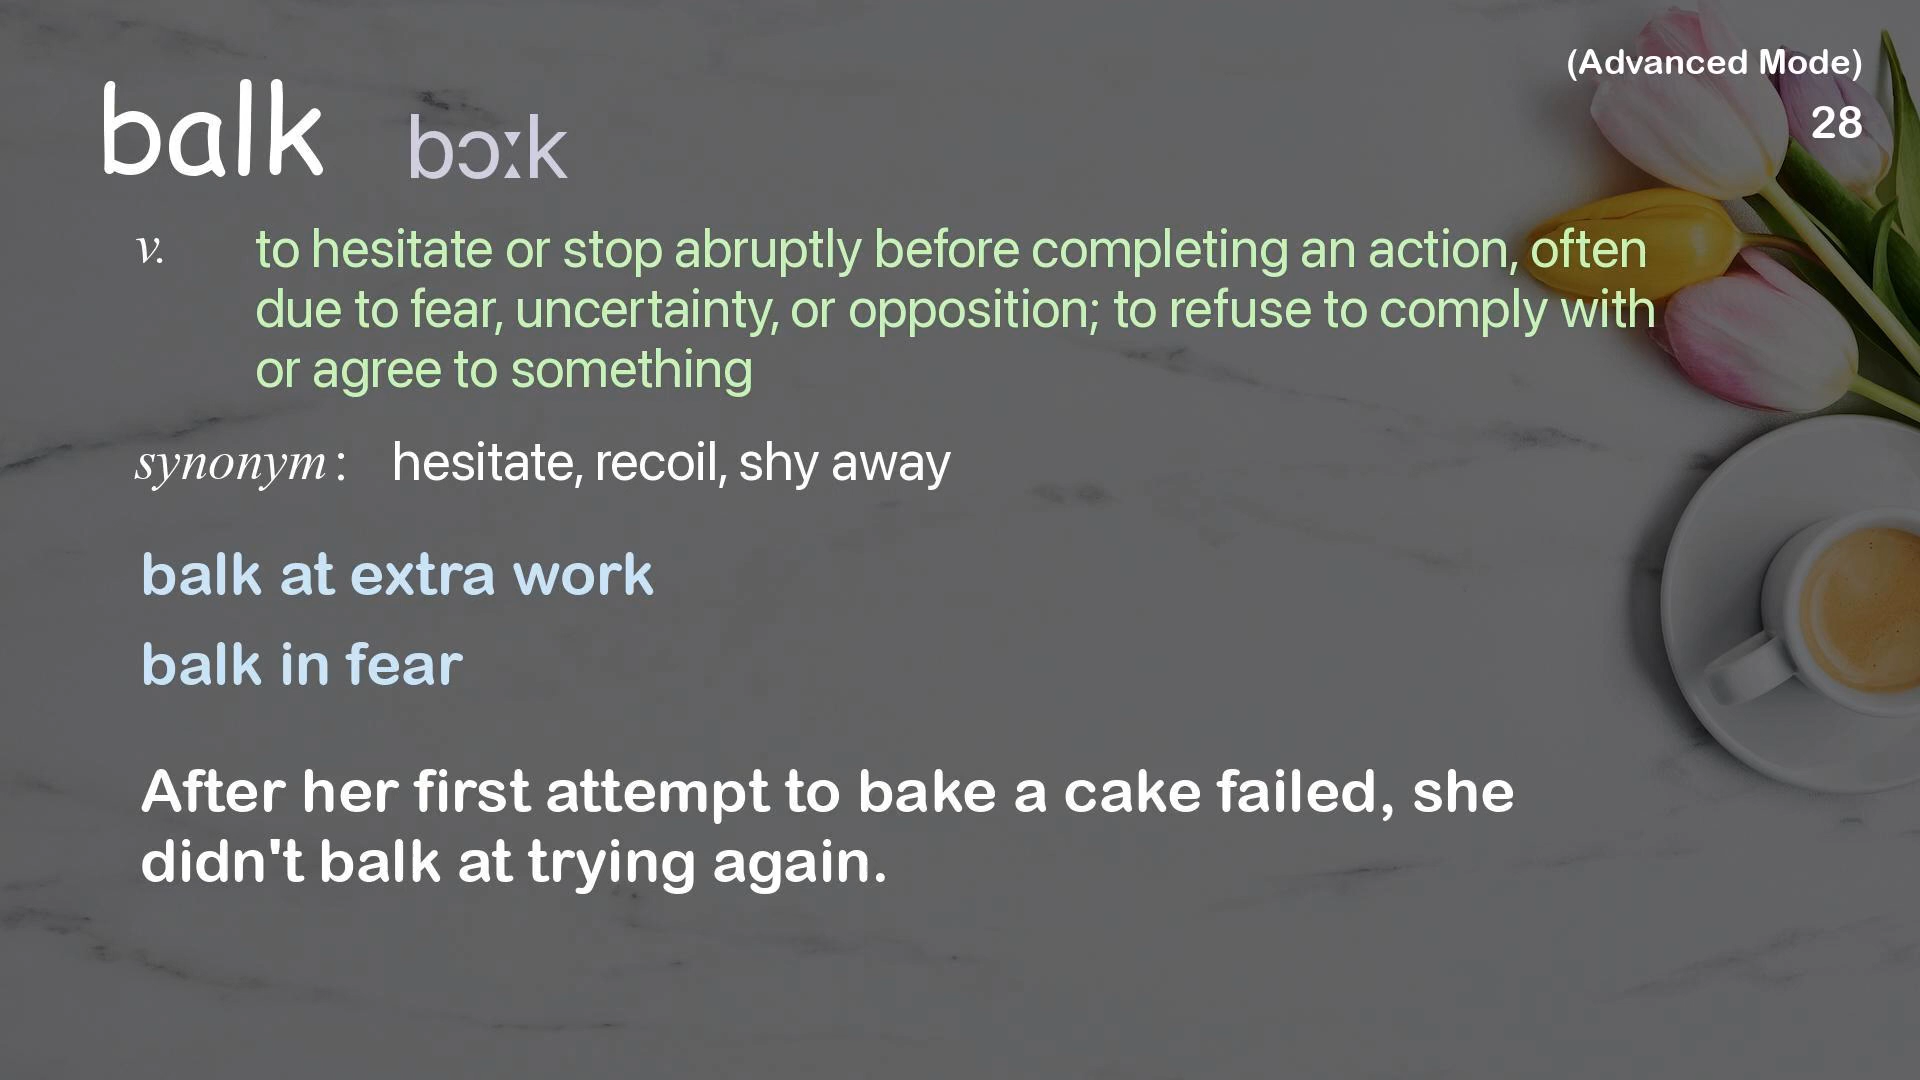 (Advanced Mode)
28
balk bɔːk
v. to hesitate or stop abruptly before completing an action, often
due to fear, uncertainty, or opposition; to refuse to comply with
or agree to something
synonym: hesitate, recoil, shy away
balk at extra work
balk in fear
After her first attempt to bake a cake failed, she
didn't balk at trying again.